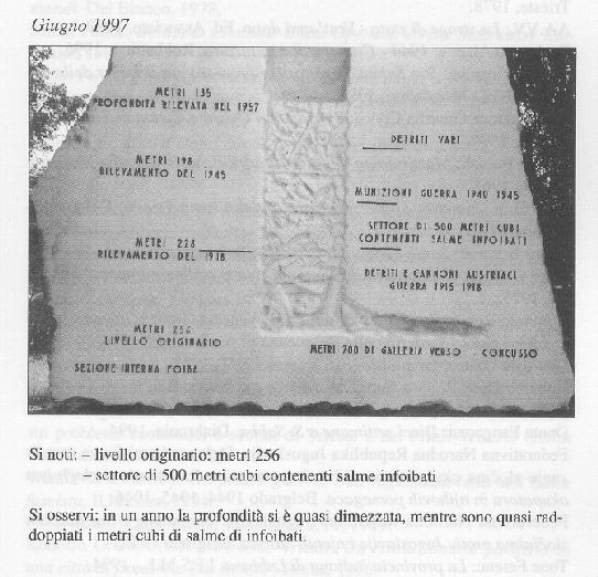 Giugno 1997
METRI 135
PROFONDITA RILEVATA NEL 1957
METRI 198
RILEVAMENTO DEL 1945
METRI 228
RILEVAMENTO DEL 1918
METRI 256
LIVELLO ORIGINARIO
SEZIONE INTERNA FOIBA
DETRITI VARI
MUNIZIONI GUERRA 1940 1945
SETTORE DI 500 METRI CUBI
CONTENENTI SALME INFOIBATI
DETRITI E CANNONI AUSTRIACI
GUERRA 1915 1918
METRI 700 DI GALLERIA VERSO - CONCUSSO
Si noti: – livello originario: metri 256
– settore di 500 metri cubi contenenti salme infoibati
Si osservi: in un anno la profondità si è quasi dimezzata, mentre sono quasi rad-
doppiati i metri cubi di salme di infoibati.